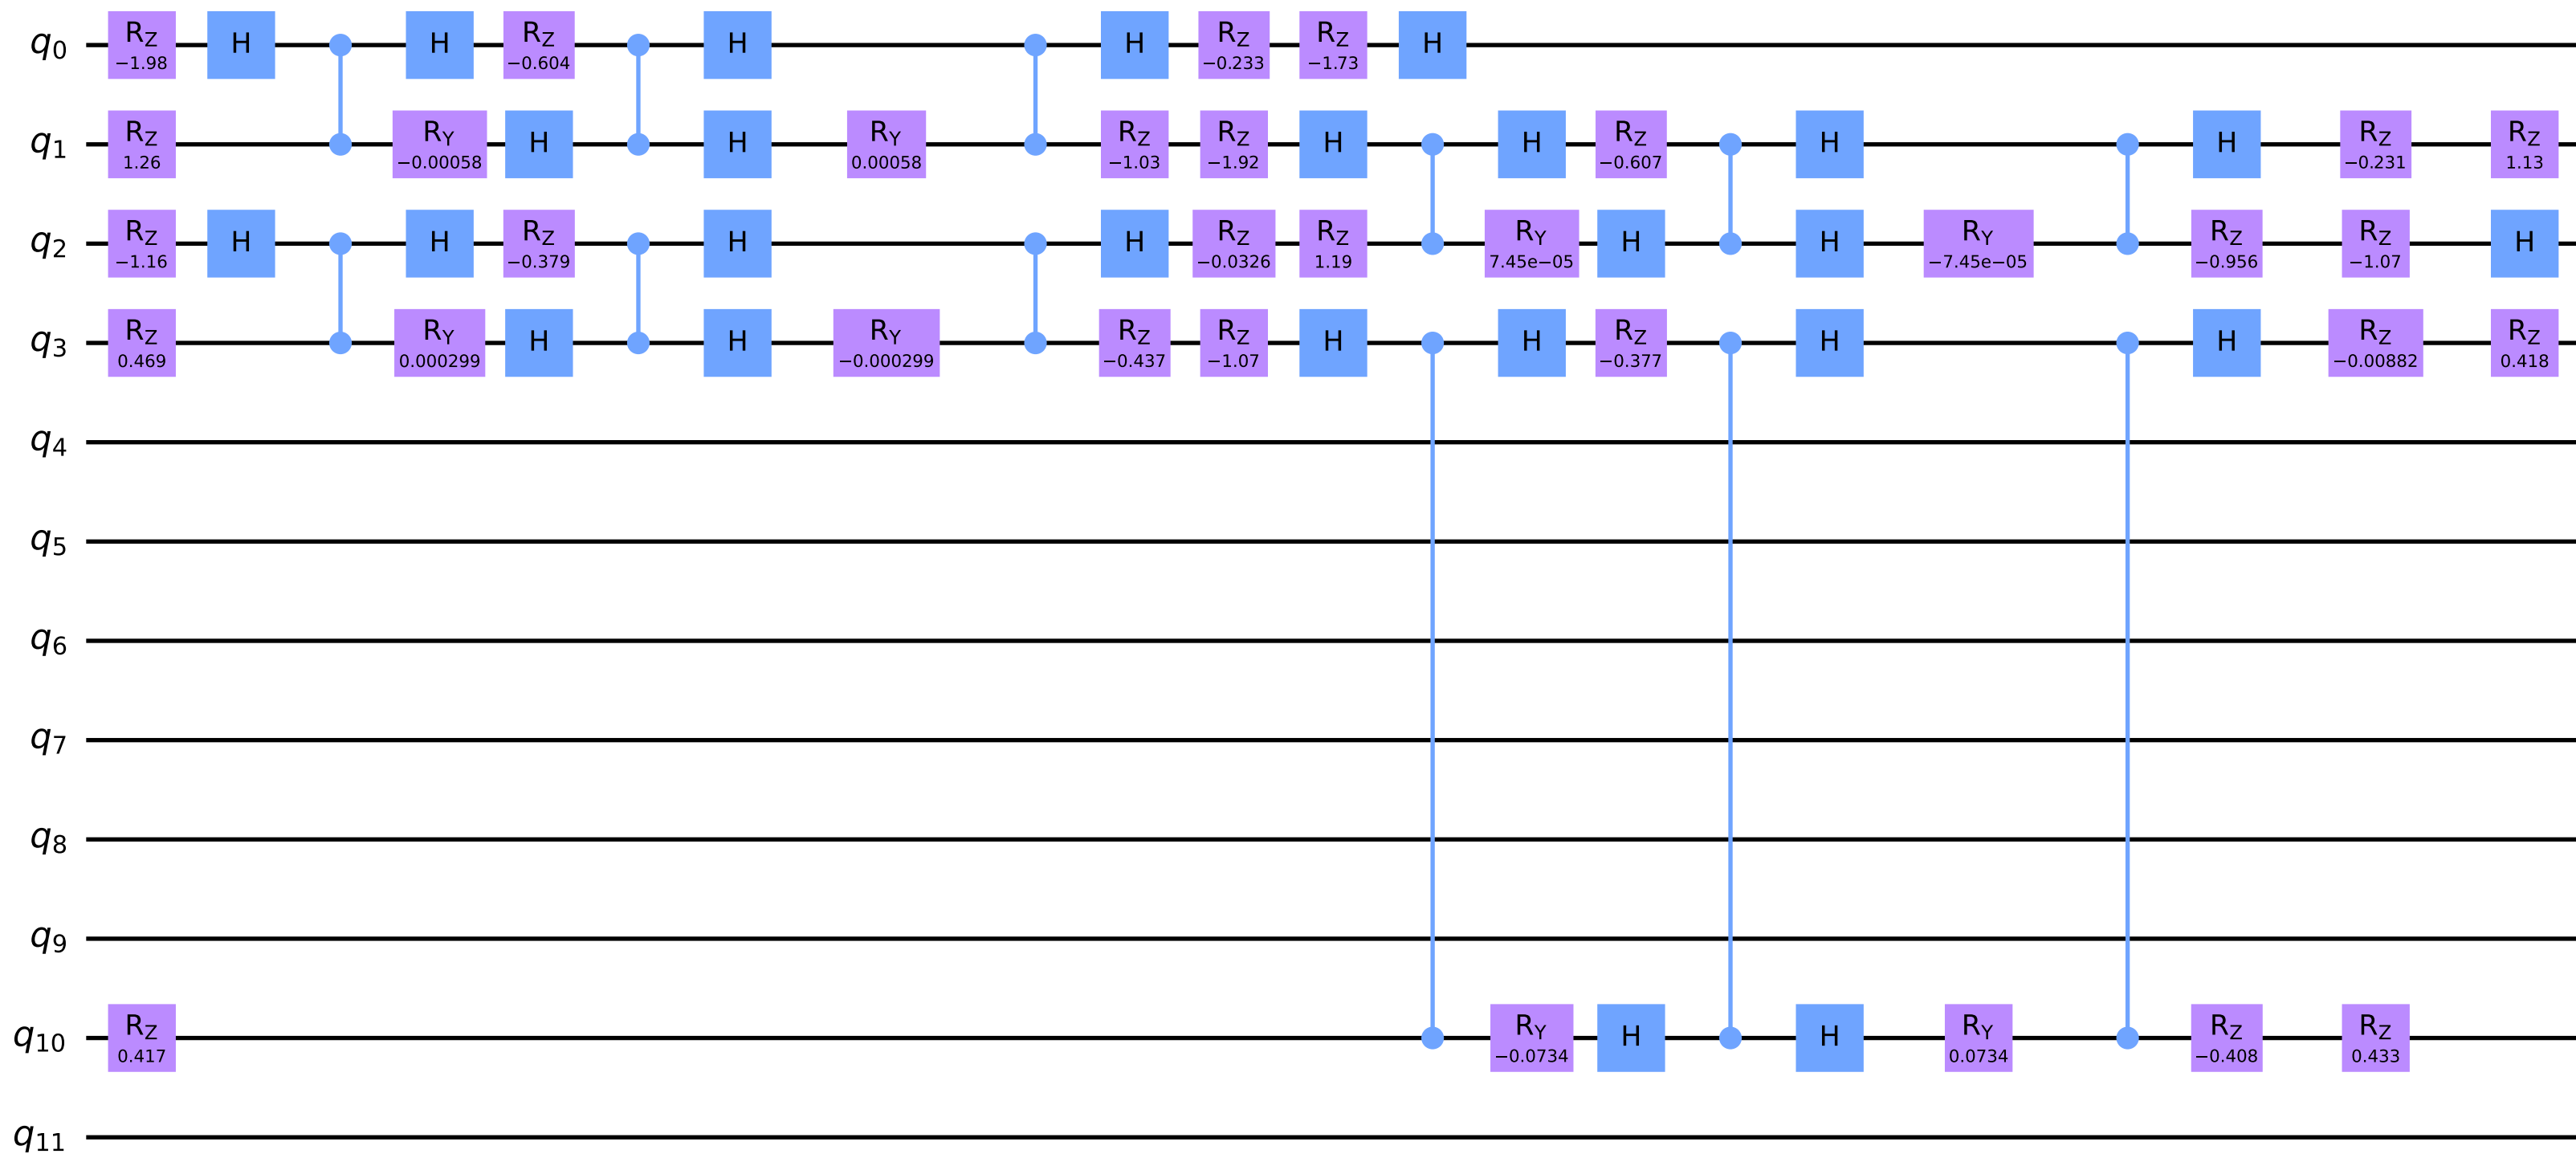 q0 RZ −1.98 H H RZ −0.604 H H RZ −0.233 RZ −1.73 H
q1 RZ 1.26 RY −0.00058 H H RY 0.00058 RZ −1.03 RZ −1.92 H H RZ −0.607 H H RZ −0.231 RZ 1.13
q2 RZ −1.16 H H RZ −0.379 H H RZ −0.0326 RZ 1.19 RY 7.45e−05 H H RY −7.45e−05 RZ −0.956 RZ −1.07 H
q3 RZ 0.469 RY 0.000299 H H RY −0.000299 RZ −0.437 RZ −1.07 H H RZ −0.377 H H RZ −0.00882 RZ 0.418
q4
q5
q6
q7
q8
q9
q10 RZ 0.417 RY −0.0734 H H RY 0.0734 RZ −0.408 RZ 0.433
q11